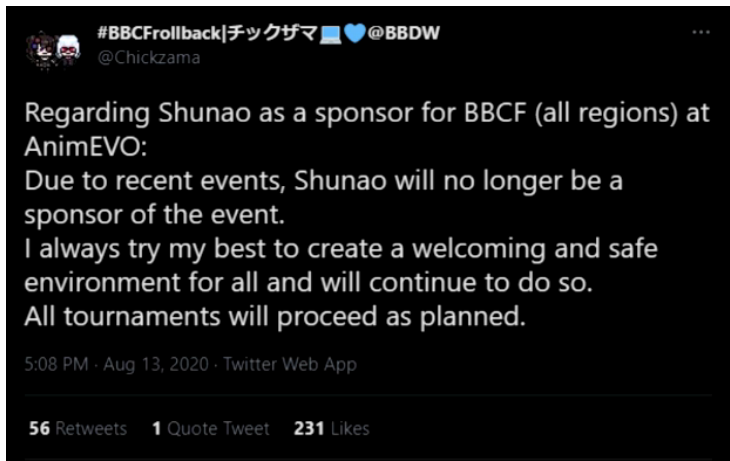 #BBCFrollback|チックザマ💻💙@BBDW
@Chickzama
Regarding Shunao as a sponsor for BBCF (all regions) at
AnimEVO:
Due to recent events, Shunao will no longer be a
sponsor of the event.
I always try my best to create a welcoming and safe
environment for all and will continue to do so.
All tournaments will proceed as planned.
5:08 PM · Aug 13, 2020 · Twitter Web App
56 Retweets 1 Quote Tweet 231 Likes